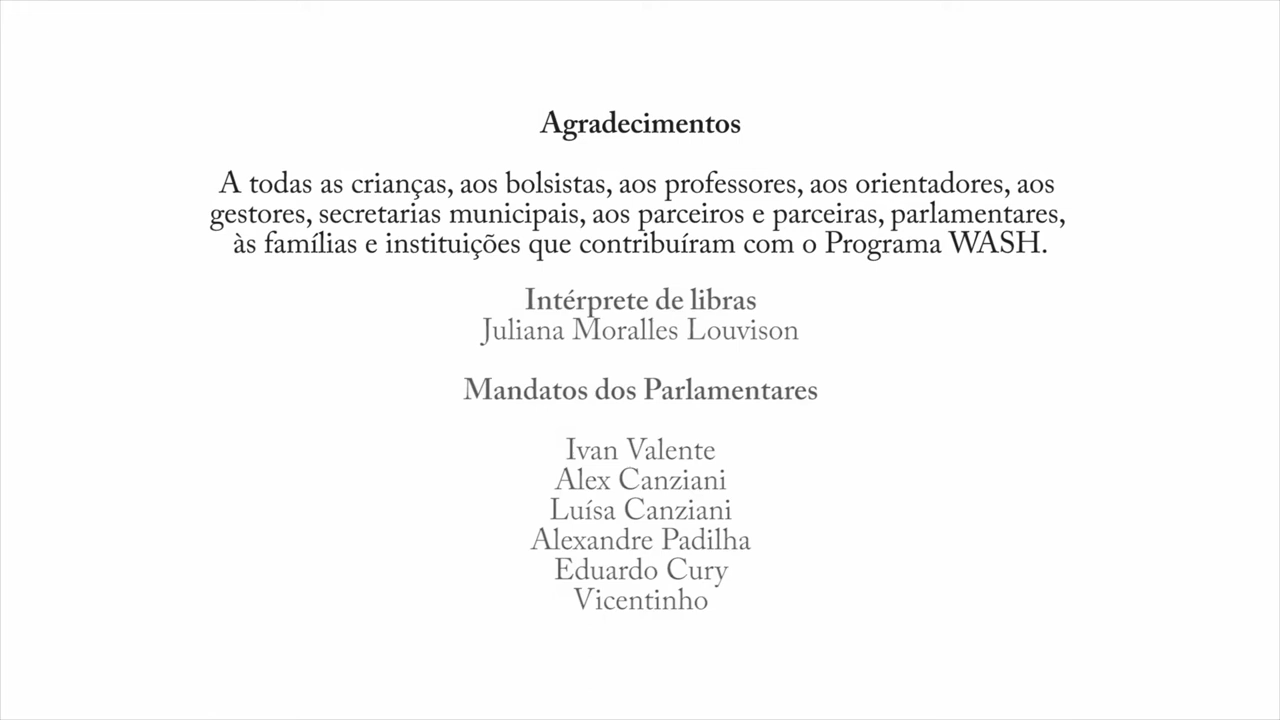 Agradecimentos
A todas as crianças, aos bolsistas, aos professores, aos orientadores, aos
gestores, secretarias municipais, aos parceiros e parceiras, parlamentares,
às famílias e instituições que contribuíram com o Programa WASH.
Intérprete de libras
Juliana Moralles Louvison
Mandatos dos Parlamentares
Ivan Valente
Alex Canziani
Luísa Canziani
Alexandre Padilha
Eduardo Cury
Vicentinho